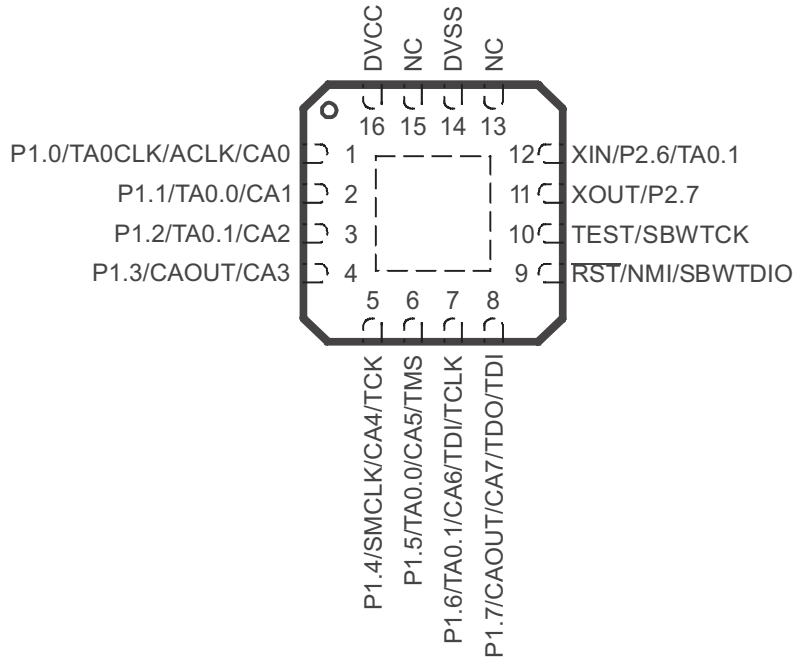 DVCC
NC
DVSS
NC
16 15 14 13
P1.0/TA0CLK/ACLK/CA0 1
P1.1/TA0.0/CA1 2
P1.2/TA0.1/CA2 3
P1.3/CAOUT/CA3 4
12 XIN/P2.6/TA0.1
11 XOUT/P2.7
10 TEST/SBWTCK
9 RST/NMI/SBWTDIO
5 6 7 8
P1.4/SMCLK/CA4/TCK
P1.5/TA0.0/CA5/TMS
P1.6/TA0.1/CA6/TDI/TCLK
P1.7/CAOUT/CA7/TDO/TDI